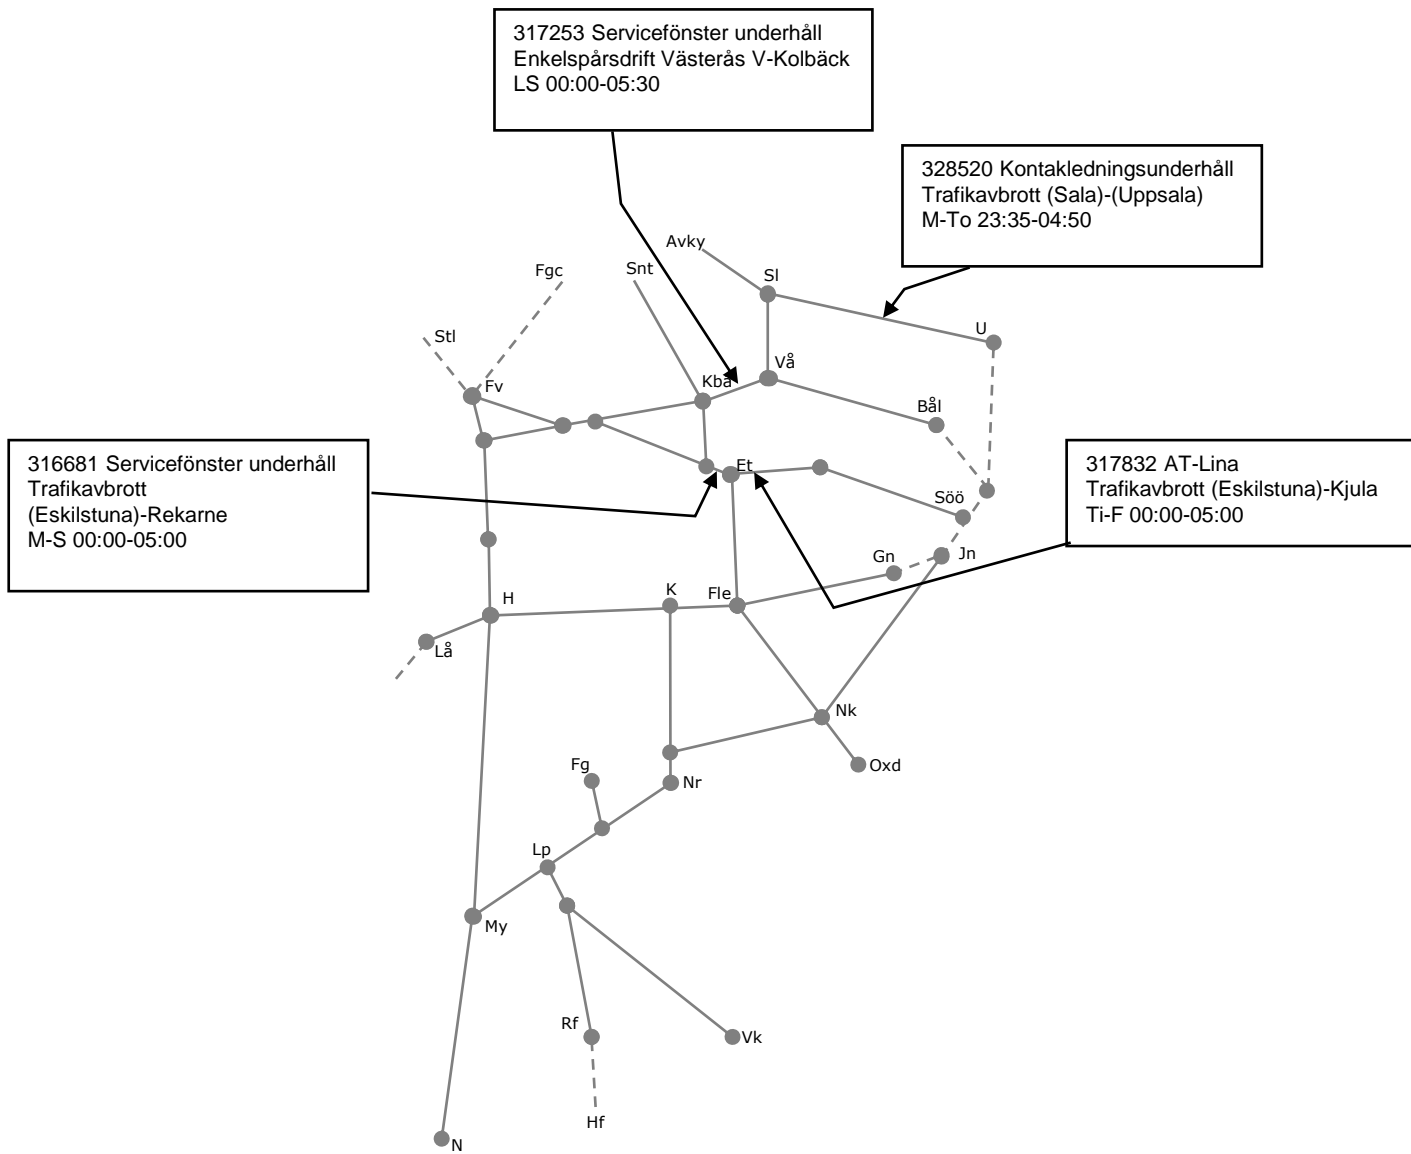 317253 Servicefönster underhåll
Enkelspårsdrift Västerås V-Kolbäck
LS 00:00-05:30
328520 Kontakledningsunderhåll
Trafikavbrott (Sala)-(Uppsala)
M-To 23:35-04:50
Avky
Fgc
Snt
Sl
Stl
U
Vå
Kbä
Fv
Bål
316681 Servicefönster underhåll
Trafikavbrott
(Eskilstuna)-Rekarne
M-S 00:00-05:00
Et
317832 AT-Lina
Trafikavbrott (Eskilstuna)-Kjula
Ti-F 00:00-05:00
Söö
Gn
Jn
H
K
Fle
Lå
Nk
Fg
Nr
Oxd
Lp
My
Rf
Vk
Hf
N